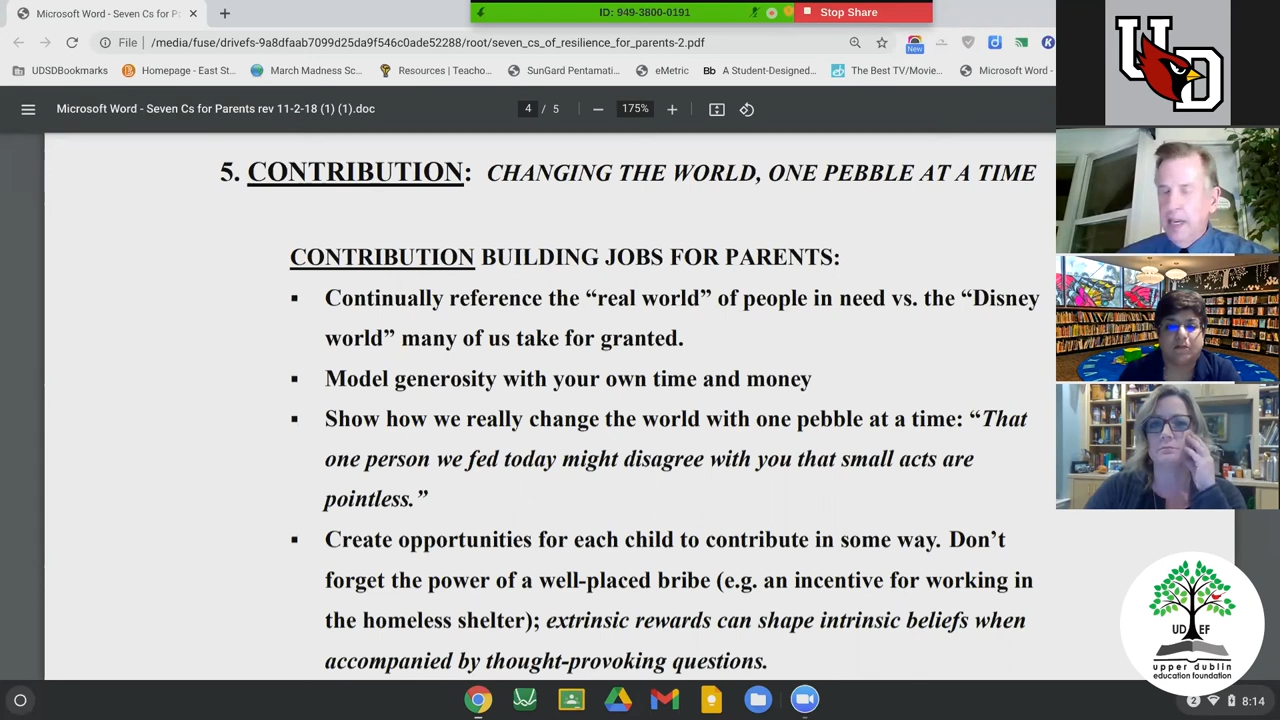 Microsoft Word - Seven Cs for P
ID: 949-3800-0191
Stop Share
File | /media/fuse/drivefs-9a8dfaab7099d23da9f546c0ade52288/root/seven_cs_of_resilience_for_parents-2.pdf
New
UDSDBookmarks
Homepage - East St...
March Madness Sc...
Resources | Tennis...
SunGard Pentamati...
eMetric
Bb A Student-Designed...
The Best TV/Movie...
Microsoft Word -
Microsoft Word - Seven Cs for Parents rev 11-2-18 (1) (1).doc
4 / 5
175%
UD
5. CONTRIBUTION: CHANGING THE WORLD, ONE PEBBLE AT A TIME
CONTRIBUTION BUILDING JOBS FOR PARENTS:
▪ Continually reference the “real world” of people in need vs. the “Disney
world” many of us take for granted.
▪ Model generosity with your own time and money
▪ Show how we really change the world with one pebble at a time: “That
one person we fed today might disagree with you that small acts are
pointless.”
▪ Create opportunities for each child to contribute in some way. Don’t
forget the power of a well-placed bribe (e.g. an incentive for working in
the homeless shelter); extrinsic rewards can shape intrinsic beliefs when
accompanied by thought-provoking questions.
UD EF
upper dublin
education foundation
2
8:14